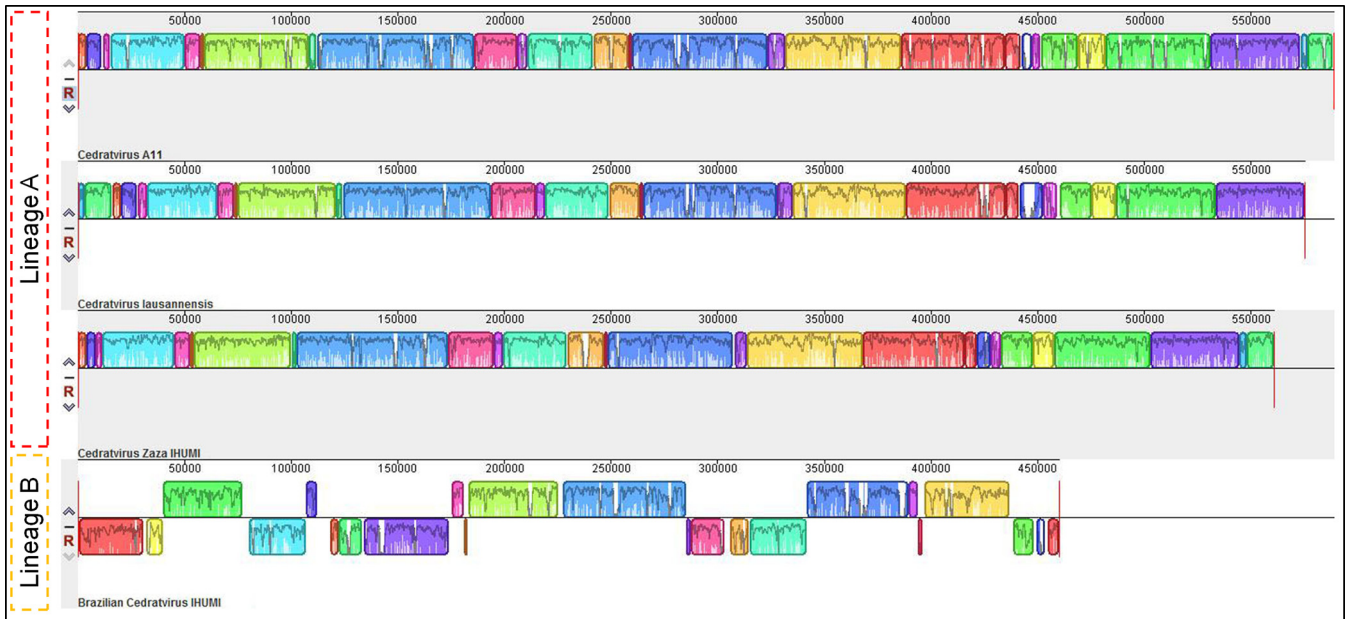 Lineage A
50000 100000 150000 200000 250000 300000 350000 400000 450000 500000 550000
R
Cedratvirus A11
50000 100000 150000 200000 250000 300000 350000 400000 450000 500000 550000
R
Cedratvirus lausannensis
50000 100000 150000 200000 250000 300000 350000 400000 450000 500000 550000
R
Cedratvirus Zaza IHUMI
Lineage B
50000 100000 150000 200000 250000 300000 350000 400000 450000
R
Brazilian Cedratvirus IHUMI